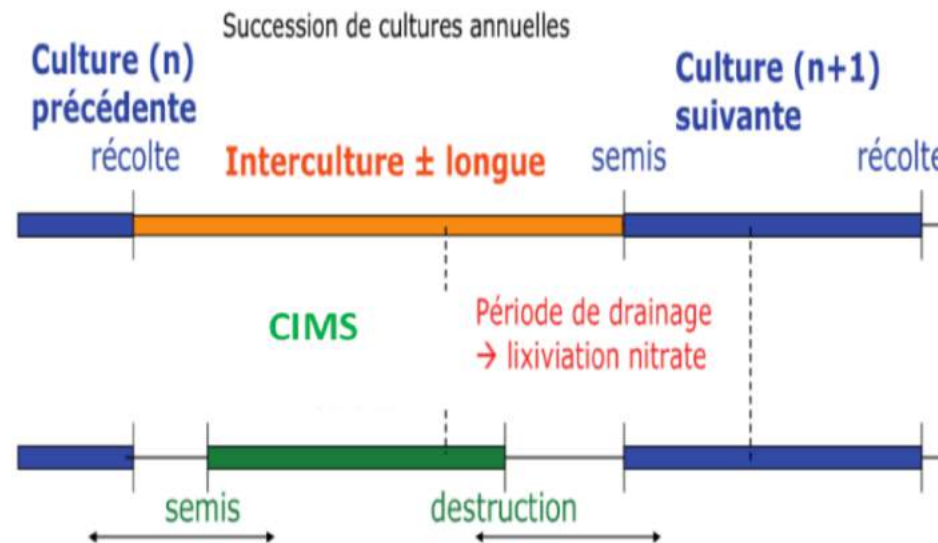 Succession de cultures annuelles
Culture (n)
précédente
Culture (n+1)
suivante
récolte
Interculture ± longue
semis
récolte
CIMS
Période de drainage
→ lixiviation nitrate
semis
destruction